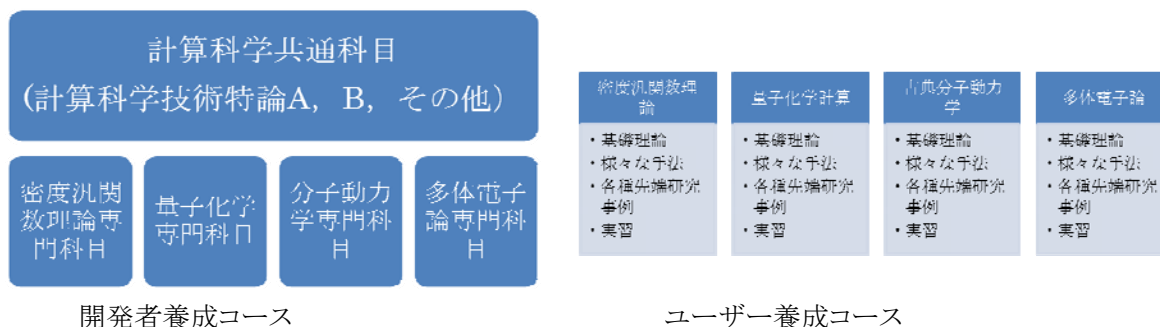 計算科学共通科目
(計算科学技術特論A, B, その他)
密度汎関
数理論専
門科目
量子化学
専門科目
分子動力
学専門科
目
多体電子
論専門科
目
開発者養成コース
密度汎関数理
論
・基礎理論
・様々な手法
・各種先端研究
事例
・実習
量子化学計算
・基礎理論
・様々な手法
・各種先端研究
事例
・実習
古典分子動力
学
・基礎理論
・様々な手法
・各種先端研究
事例
・実習
多体電子論
・基礎理論
・様々な手法
・各種先端研究
事例
・実習
ユーザー養成コース